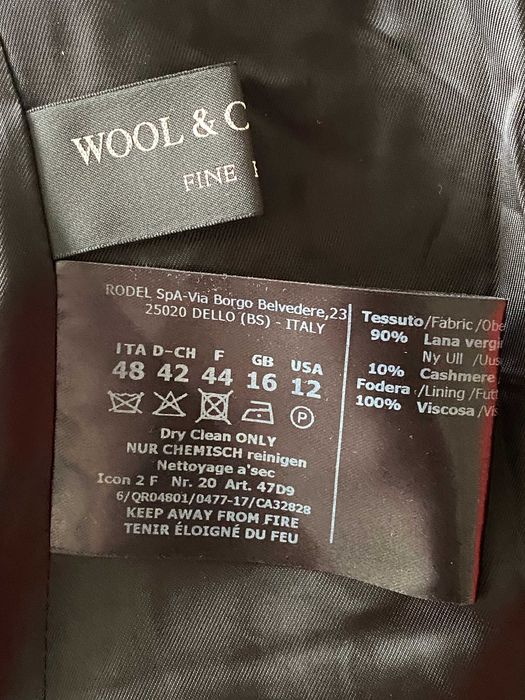 WOOL & C
FINE
RODEL SpA-Via Borgo Belvedere,23
25020 DELLO (BS) - ITALY
ITA D-CH F GB USA
48 42 44 16 12
P
Dry Clean ONLY
NUR CHEMISCH reinigen
Nettoyage a'sec
Icon 2 F Nr. 20 Art. 47D9
6/QR04801/0477-17/CA32828
KEEP AWAY FROM FIRE
TENIR ÉLOIGNÉ DU FEU
Tessuto/Fabric/Obe
90% Lana vergi
Ny Ull /Uus
10% Cashmere
Fodera/Lining/Futt
100% Viscosa/Vis